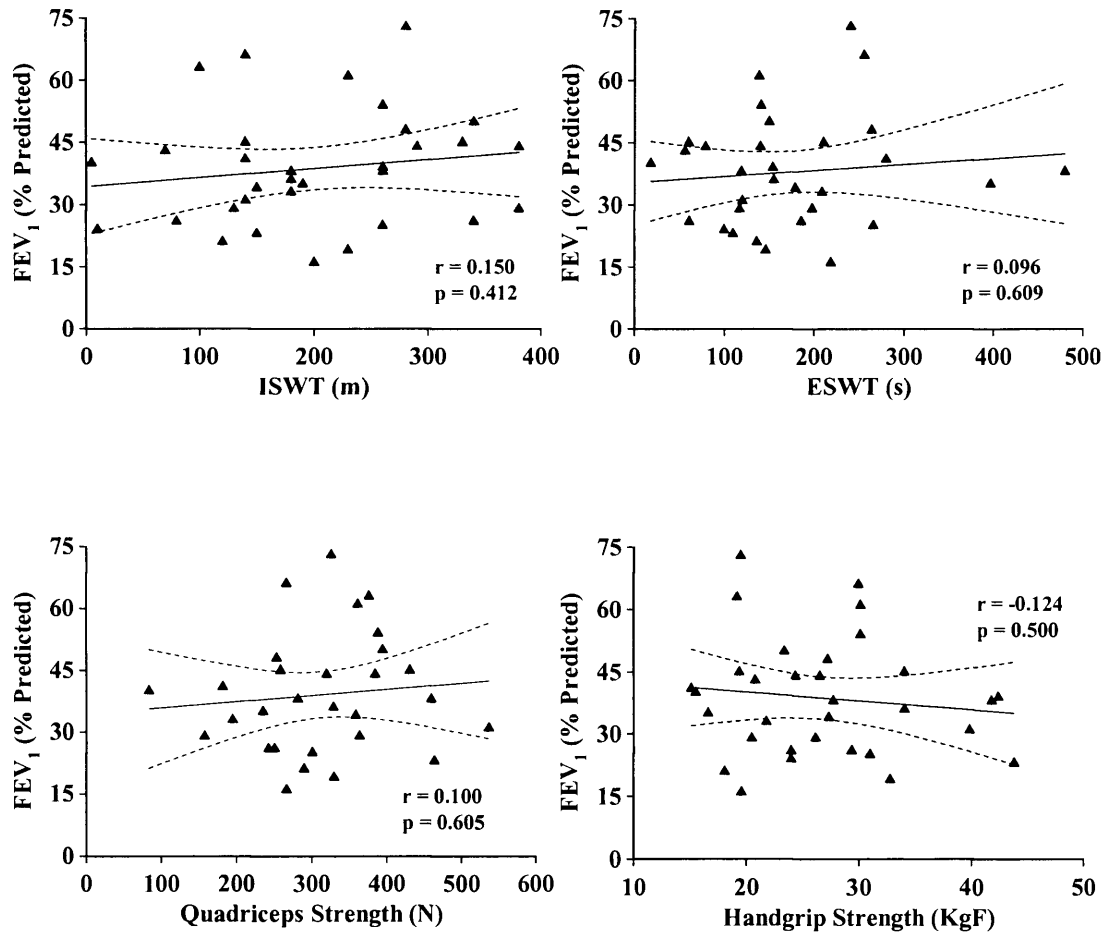 75
60
45
30
15
0
FEV1 (% Predicted)
r = 0.150
p = 0.412
0 100 200 300 400
ISWT (m)
75
60
45
30
15
0
FEV1 (% Predicted)
r = 0.096
p = 0.609
0 100 200 300 400 500
ESWT (s)
75
60
45
30
15
0
FEV1 (% Predicted)
r = 0.100
p = 0.605
0 100 200 300 400 500 600
Quadriceps Strength (N)
75
60
45
30
15
0
FEV1 (% Predicted)
r = -0.124
p = 0.500
10 20 30 40 50
Handgrip Strength (KgF)